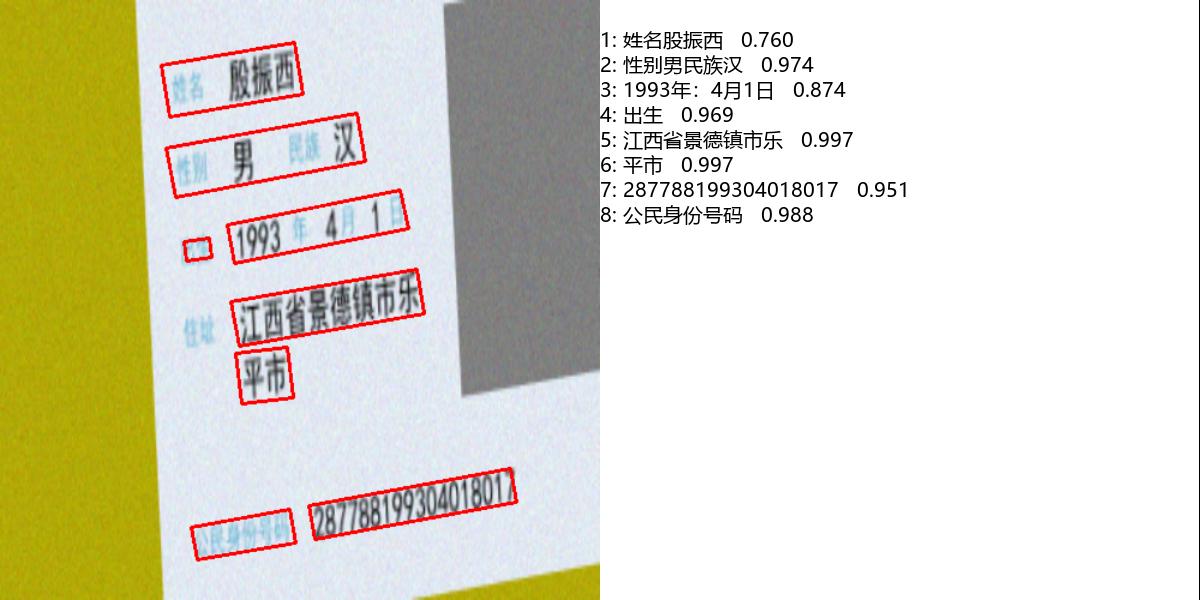 姓名 殷振西
性别 男 民族 汉
出生 1993 年 4 月 1 日
住址 江西省景德镇市乐
平市
公民身份号码 287788199304018017
1: 姓名股振西 0.760
2: 性别男民族汉 0.974
3: 1993年：4月1日 0.874
4: 出生 0.969
5: 江西省景德镇市乐 0.997
6: 平市 0.997
7: 287788199304018017 0.951
8: 公民身份号码 0.988